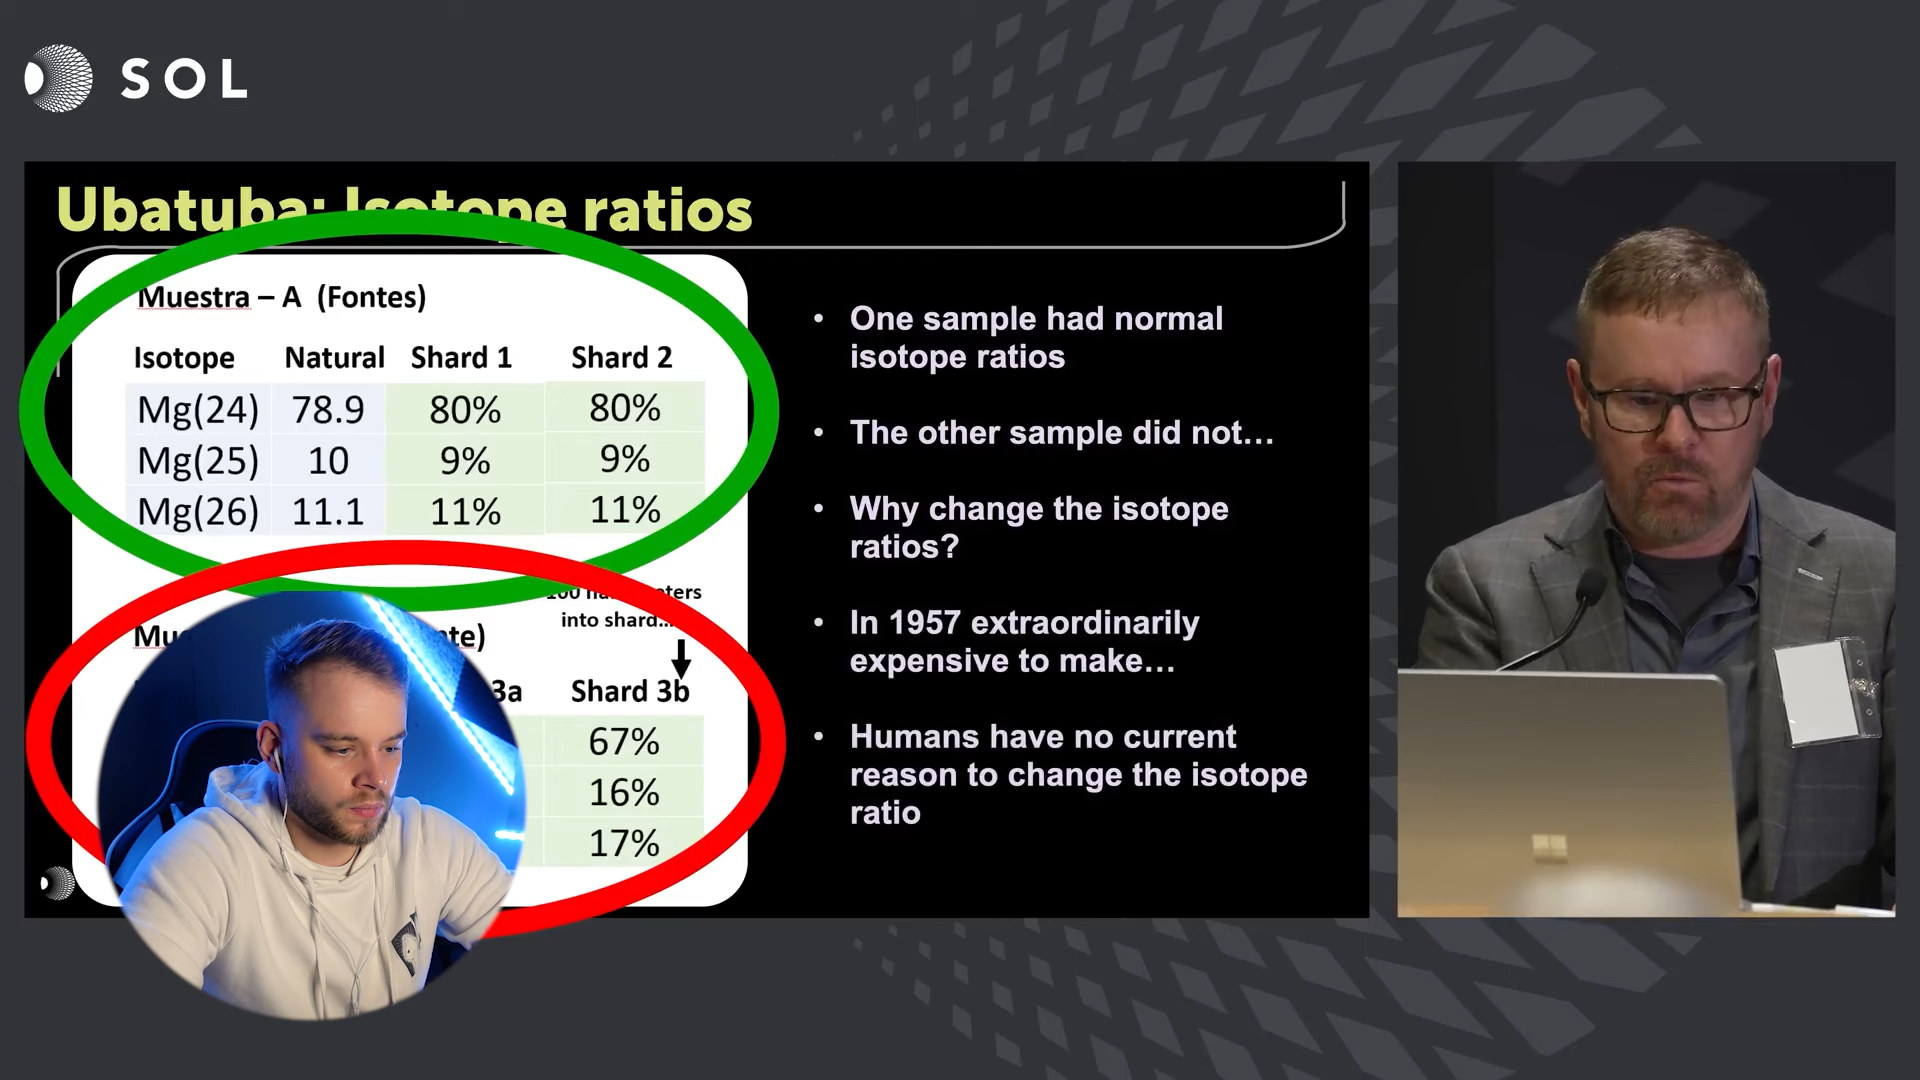 SOL
Ubatuba: Isotope ratios
Muestra – A (Fontes)
Isotope Natural Shard 1 Shard 2
Mg(24) 78.9 80% 80%
Mg(25) 10 9% 9%
Mg(26) 11.1 11% 11%
into shard...
3a Shard 3b
67%
16%
17%
• One sample had normal
isotope ratios
• The other sample did not...
• Why change the isotope
ratios?
• In 1957 extraordinarily
expensive to make...
• Humans have no current
reason to change the isotope
ratio